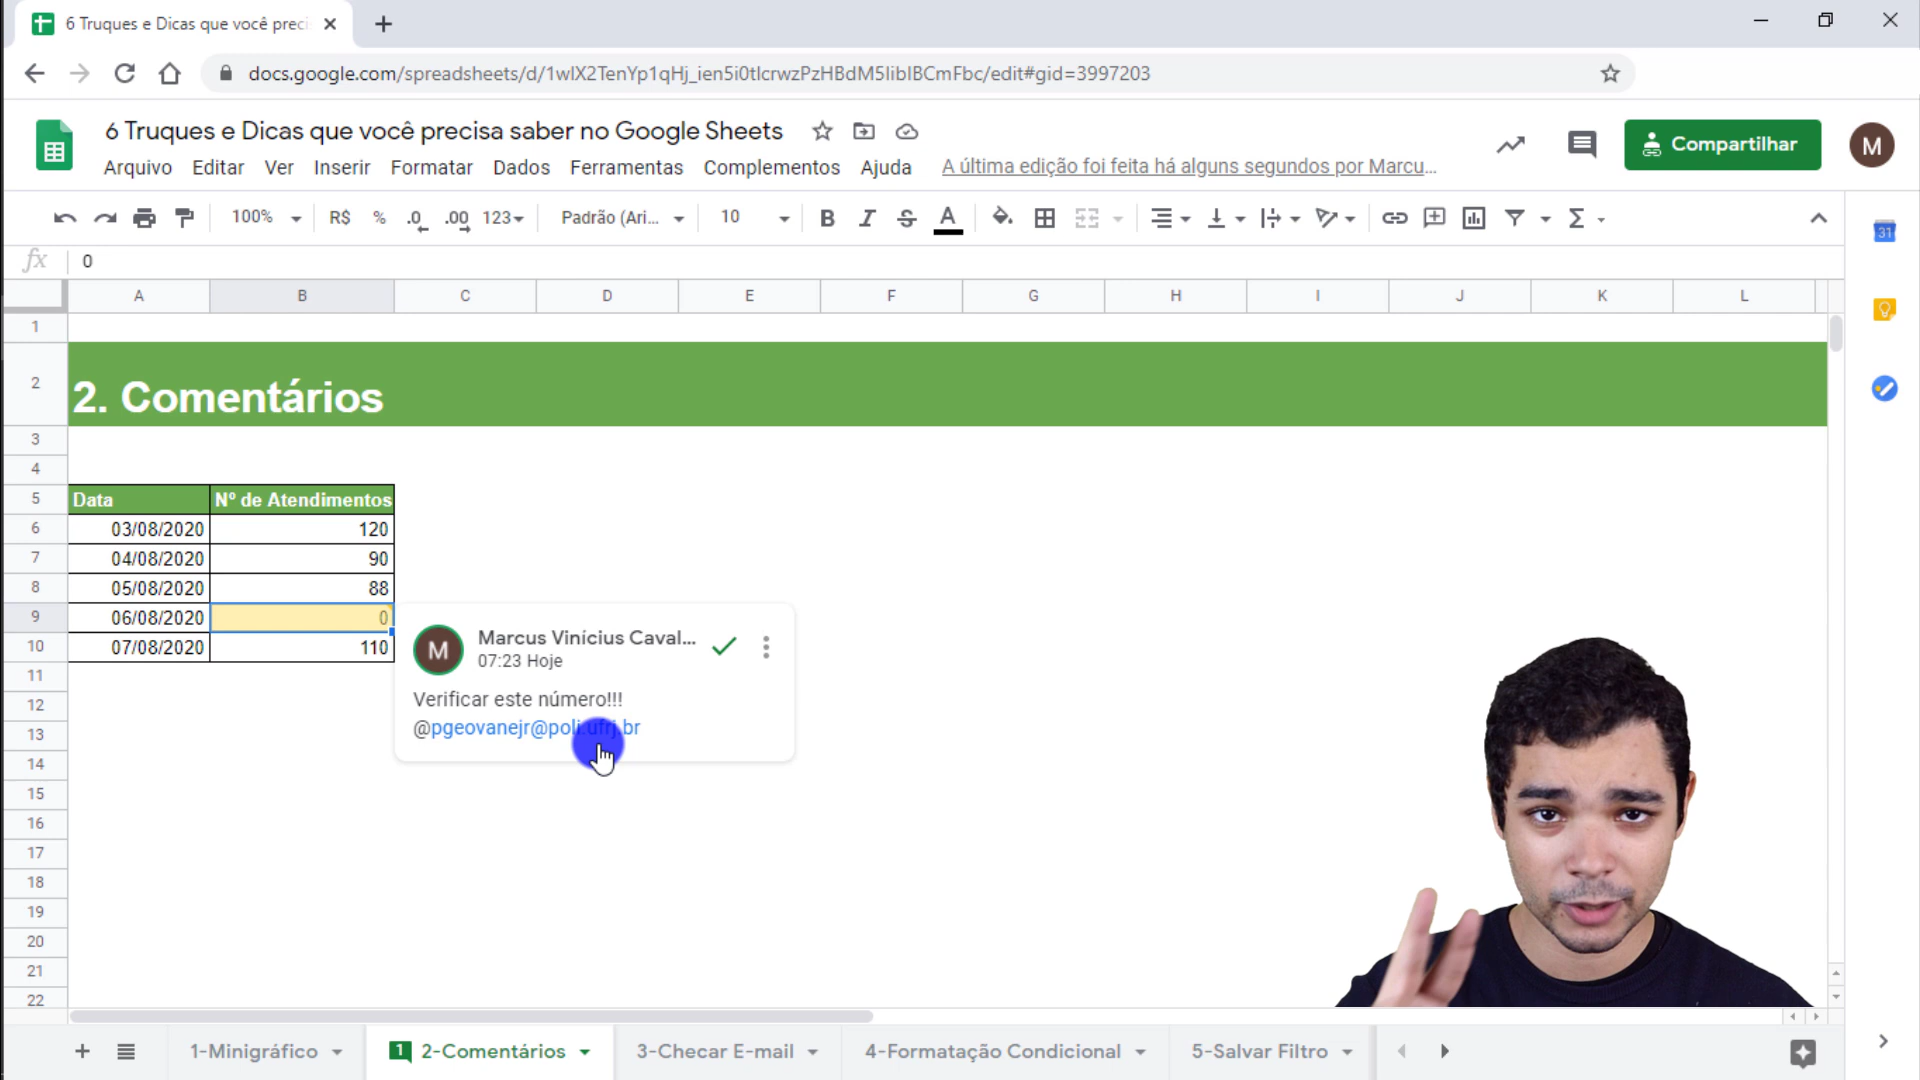 6 Truques e Dicas que você preci
docs.google.com/spreadsheets/d/1wlX2TenYp1qHj_ien5i0tlcrwzPzHBdM5IiblBCmFbc/edit#gid=3997203
6 Truques e Dicas que você precisa saber no Google Sheets
Arquivo Editar Ver Inserir Formatar Dados Ferramentas Complementos Ajuda A última edição foi feita há alguns segundos por Marcu...
Compartilhar
M
100% R$ % .0 .00 123 Padrão (Ari... 10 B I S A Σ
31
fx 0
A B C D E F G H I J K L
1
2 2. Comentários
3
4
5 Data Nº de Atendimentos
6 03/08/2020 120
7 04/08/2020 90
8 05/08/2020 88
9 06/08/2020 0
10 07/08/2020 110
M Marcus Vinícius Caval...
07:23 Hoje
Verificar este número!!!
@pgeovanejr@poli.ufrj.br
11
12
13
14
15
16
17
18
19
20
21
22
1-Minigráfico 1 2-Comentários 3-Checar E-mail 4-Formatação Condicional 5-Salvar Filtro